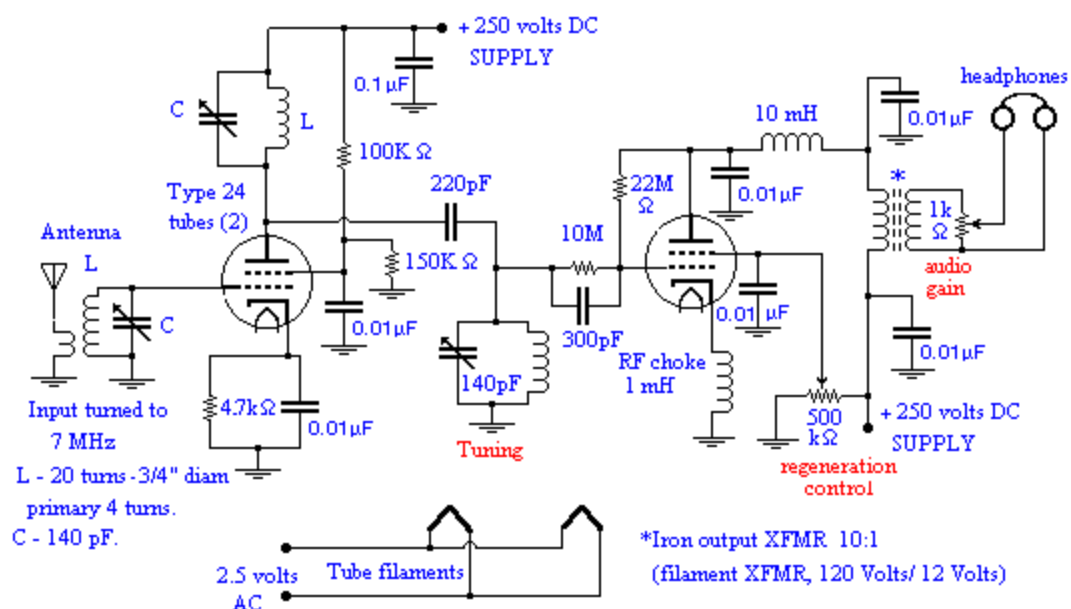 + 250 volts DC
SUPPLY
0.1µF
C
L
100K Ω
Type 24
tubes (2)
220pF
150K Ω
0.01µF
Antenna
L
C
4.7kΩ
0.01µF
Input turned to
7 MHz
L - 20 turns -3/4" diam
primary 4 turns.
C - 140 pF.
10M
300pF
140pF
Tuning
22M
Ω
0.01µF
10 mH
0.01µF
headphones
*
1k
Ω
audio
gain
0.01µF
0.01µF
RF choke
1 mH
500
kΩ
regeneration
control
+ 250 volts DC
SUPPLY
2.5 volts
AC
Tube filaments
*Iron output XFMR 10:1
(filament XFMR, 120 Volts/ 12 Volts)